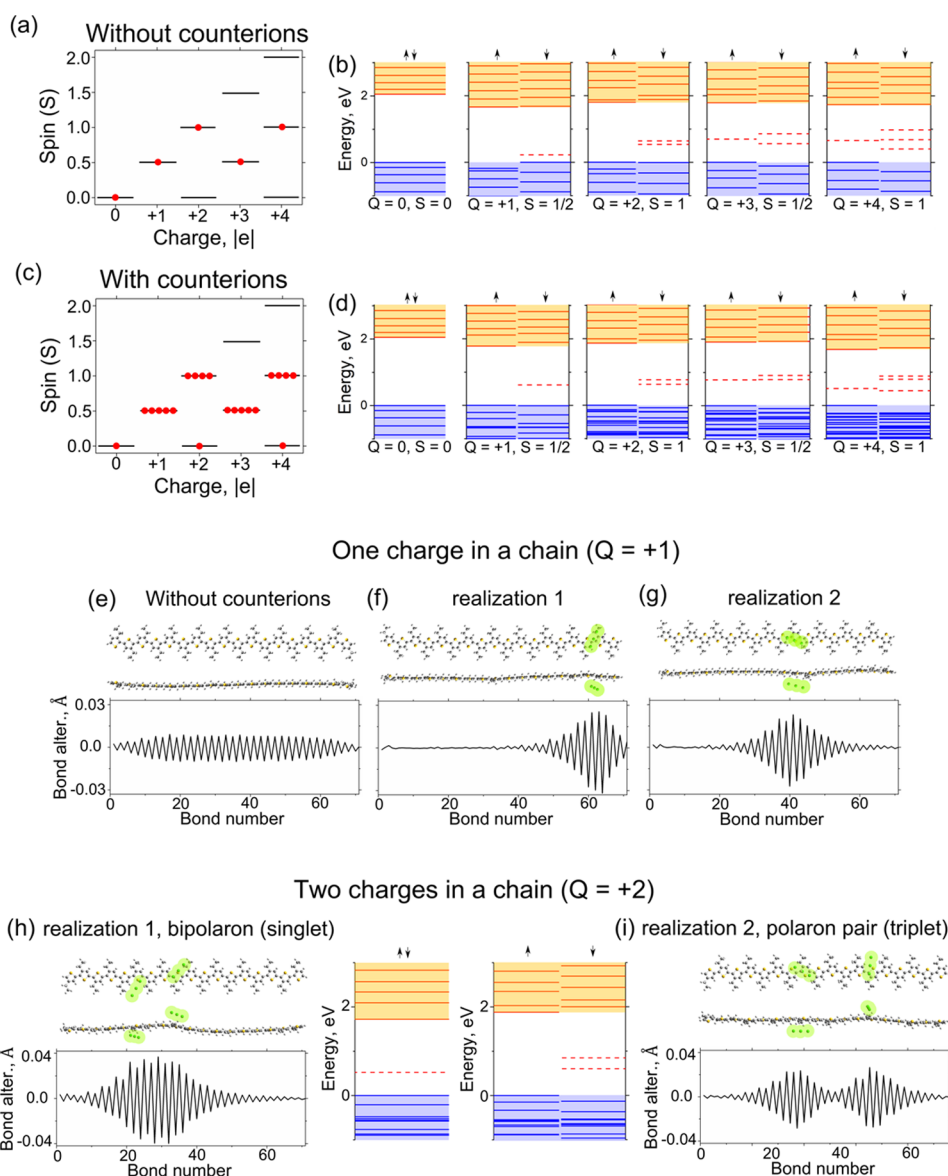 (a)
Without counterions
Spin (S)
2.0
1.5
1.0
0.5
0.0
0 +1 +2 +3 +4
Charge, |e|
(b)
Energy, eV
2
0
Q = 0, S = 0
Q = +1, S = 1/2
Q = +2, S = 1
Q = +3, S = 1/2
Q = +4, S = 1
(c)
With counterions
Spin (S)
2.0
1.5
1.0
0.5
0.0
0 +1 +2 +3 +4
Charge, |e|
(d)
Energy, eV
2
0
Q = 0, S = 0
Q = +1, S = 1/2
Q = +2, S = 1
Q = +3, S = 1/2
Q = +4, S = 1
One charge in a chain (Q = +1)
(e) Without counterions
(f) realization 1
(g) realization 2
Bond alter., Å
0.03
0.0
-0.03
0 20 40 60
Bond number
0 20 40 60
Bond number
0 20 40 60
Bond number
Two charges in a chain (Q = +2)
(h) realization 1, bipolaron (singlet)
(i) realization 2, polaron pair (triplet)
Bond alter., Å
0.04
0.0
-0.04
0 20 40 60
Bond number
Energy, eV
2
0
Energy, eV
2
0
Bond alter., Å
0.04
0.0
-0.04
0 20 40 60
Bond number